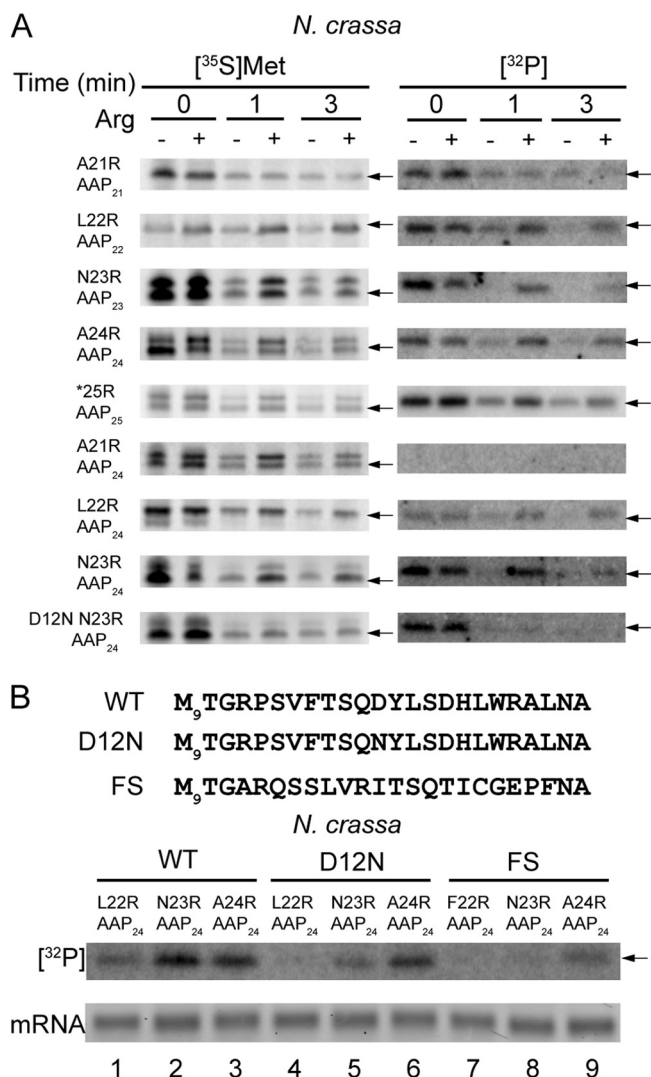 A
N. crassa
[³⁵S]Met [³²P]
Time (min) 0 1 3 0 1 3
Arg - + - + - + - + - + - +
A21R
AAP₂₁
L22R
AAP₂₂
N23R
AAP₂₃
A24R
AAP₂₄
*25R
AAP₂₅
A21R
AAP₂₄
L22R
AAP₂₄
N23R
AAP₂₄
D12N N23R
AAP₂₄
B
WT M₉TGRPSVFTSQDYLSDHLWRALNA
D12N M₉TGRPSVFTSQNYLSDHLWRALNA
FS M₉TGARQSSLVRITSQTICGEPFNA
N. crassa
WT D12N FS
L22R N23R A24R L22R N23R A24R F22R N23R A24R
AAP₂₄ AAP₂₄ AAP₂₄ AAP₂₄ AAP₂₄ AAP₂₄ AAP₂₄ AAP₂₄ AAP₂₄
[³²P]
mRNA
1 2 3 4 5 6 7 8 9